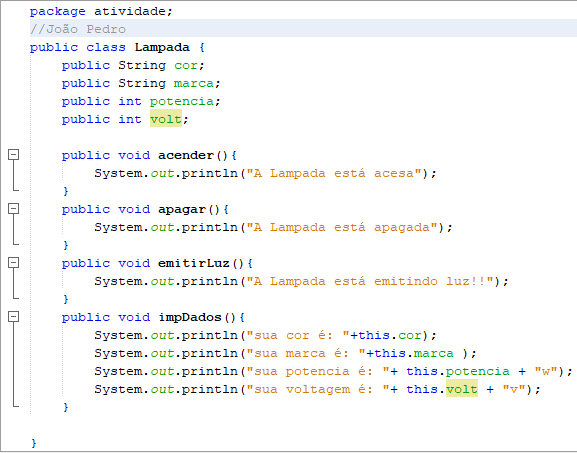 package atividade;
//João Pedro
public class Lampada {
public String cor;
public String marca;
public int potencia;
public int volt;
public void acender(){
System.out.println("A Lampada está acesa");
}
public void apagar(){
System.out.println("A Lampada está apagada");
}
public void emitirLuz(){
System.out.println("A Lampada está emitindo luz!!");
}
public void impDados(){
System.out.println("sua cor é: "+this.cor);
System.out.println("sua marca é: "+this.marca );
System.out.println("sua potencia é: "+ this.potencia + "w");
System.out.println("sua voltagem é: "+ this.volt + "v");
}
}